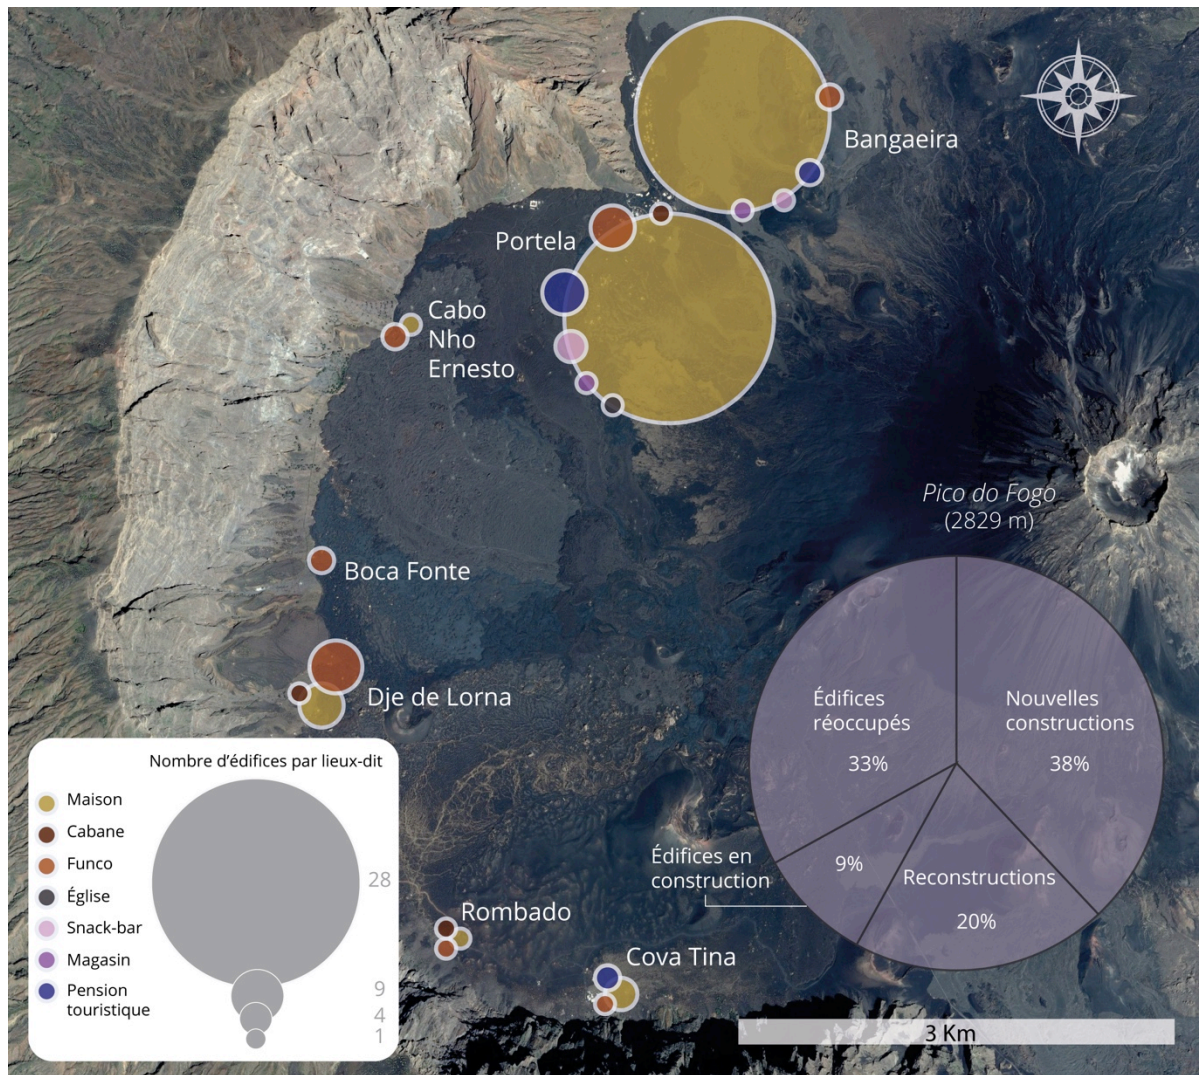 Bangaeira
Portela
Cabo
Nho
Ernesto
Pico do Fogo
(2829 m)
Boca Fonte
Dje de Lorna
Édifices
réoccupés
33%
Nouvelles
constructions
38%
Édifices en
construction
9%
Reconstructions
20%
Rombado
Cova Tina
3 Km
Nombre d’édifices par lieux-dit
Maison
Cabane
Funco
Église
Snack-bar
Magasin
Pension
touristique
28
9
4
1